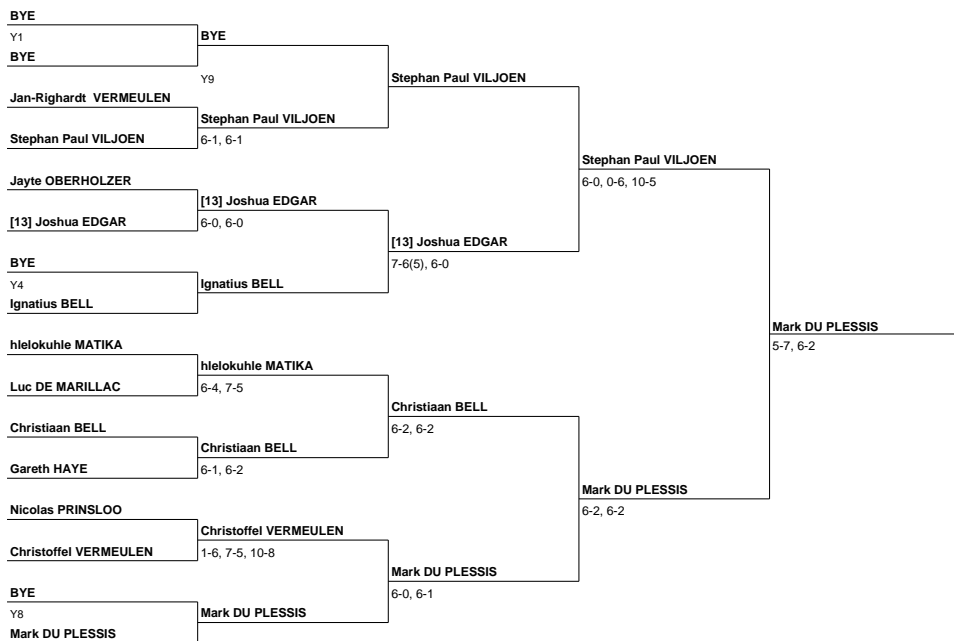 BYE
Y1
BYE
BYE
Y9
Stephan Paul VILJOEN
Jan-Righardt VERMEULEN
Stephan Paul VILJOEN
Stephan Paul VILJOEN
6-1, 6-1
Stephan Paul VILJOEN
6-0, 0-6, 10-5
Jayte OBERHOLZER
[13] Joshua EDGAR
[13] Joshua EDGAR
6-0, 6-0
[13] Joshua EDGAR
7-6(5), 6-0
BYE
Y4
Ignatius BELL
Ignatius BELL
Mark DU PLESSIS
5-7, 6-2
hlelokuhle MATIKA
hlelokuhle MATIKA
Luc DE MARILLAC
6-4, 7-5
Christiaan BELL
6-2, 6-2
Christiaan BELL
Christiaan BELL
Gareth HAYE
6-1, 6-2
Mark DU PLESSIS
6-2, 6-2
Nicolas PRINSLOO
Christoffel VERMEULEN
Christoffel VERMEULEN
1-6, 7-5, 10-8
Mark DU PLESSIS
6-0, 6-1
BYE
Y8
Mark DU PLESSIS
Mark DU PLESSIS